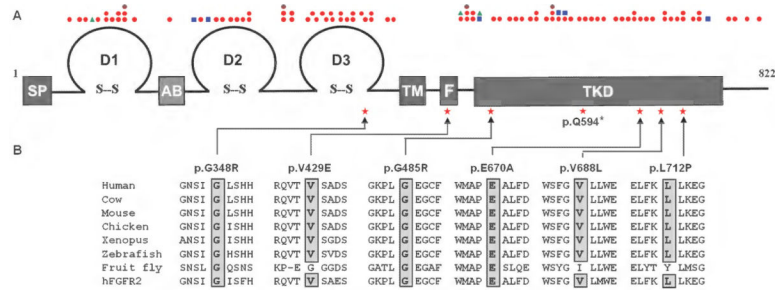 A
D1 D2 D3
S--S S--S S--S
1 822
SP AB TM F TKD
p.Q594*
B
p.G348R p.V429E p.G485R p.E670A p.V688L p.L712P
Human GNSI G LSHH RQVT V SADS GKPL G EGCF WMAP E ALFD WSFG V LLWE ELFK L LKEG
Cow GNSI G LSHH RQVT V SADS GKPL G EGCF WMAP E ALFD WSFG V LLWE ELFK L LKEG
Mouse GNSI G LSHH RQVT V SADS GKPL G EGCF WMAP E ALFD WSFG V LLWE ELFK L LKEG
Chicken GNSI G ISHH RQVT V SADS GKPL G EGCF WMAP E ALFD WSFG V LLWE ELFK L LKEG
Xenopus ANSI G ISHH RQVT V SGDS GKPL G EGCF WMAP E ALFD WSFG V LLWE ELFK L LKEG
Zebrafish GNSI G HSHH RQVT V SVDS GKPL G EGCF WMAP E ALFD WSFG V LLWE ELFK L LKEG
Fruit fly SNSL G QSNS KP-E G GGDS GATL G EGAF WMAP E SLQE WSYG I LLWE ELYT Y LMSG
hFGFR2 GNSI G ISFH RQVT V SAES GKPL G EGCF WMAP E ALFD WSFG V LMWE ELFK L LKEG